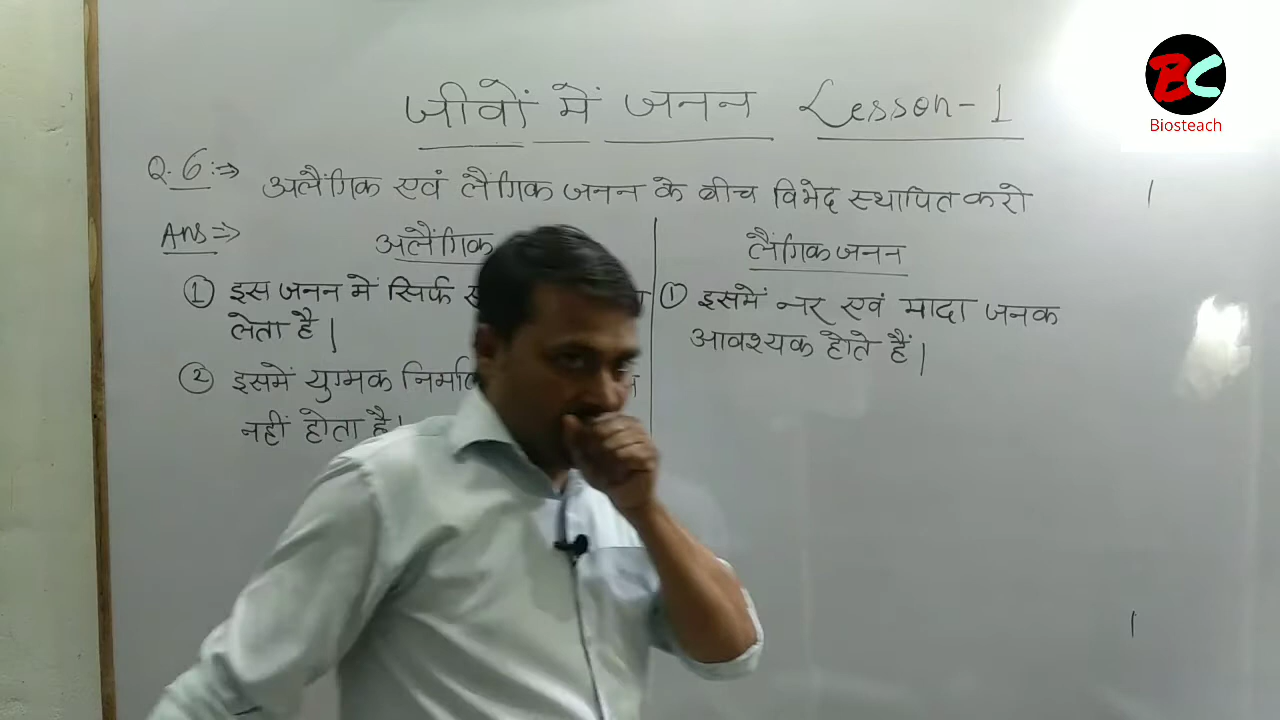 जीवों में जनन Lesson-1
BC
Biosteach
Q.6:⇒ अलैंगिक एवं लैंगिक जनन के बीच विभेद स्थापित करो
Ans⇒
अलैंगिक
① इस जनन में सिर्फ
लेता है।
② इसमें युग्मक
नहीं होता है।
लैंगिक जनन
① इसमें नर एवं मादा जनक
आवश्यक होते हैं।